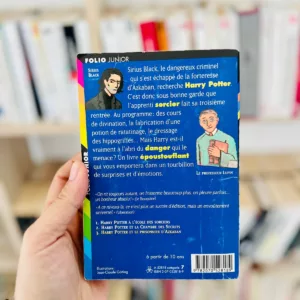 FOLIO JUNIOR
SIRIUS BLACK
Sirius Black, le dangereux criminel
qui s'est échappé de la forteresse
d'Azkaban, recherche Harry Potter.
C'est donc sous bonne garde que
l'apprenti sorcier fait sa troisième
rentrée. Au programme : des cours
de divination, la fabrication d'une
potion de ratatinage, le dressage
des hippogriffes... Mais Harry est-il
vraiment à l'abri du danger qui le
menace ? Un livre époustouflant
qui vous emportera dans un tourbillon
de surprises et d'émotions.
LE PROFESSEUR LUPIN
1. HARRY POTTER À L'ÉCOLE DES SORCIERS
2. HARRY POTTER ET LA CHAMBRE DES SECRETS
3. HARRY POTTER ET LE PRISONNIER D'AZKABAN
À partir de 10 ans